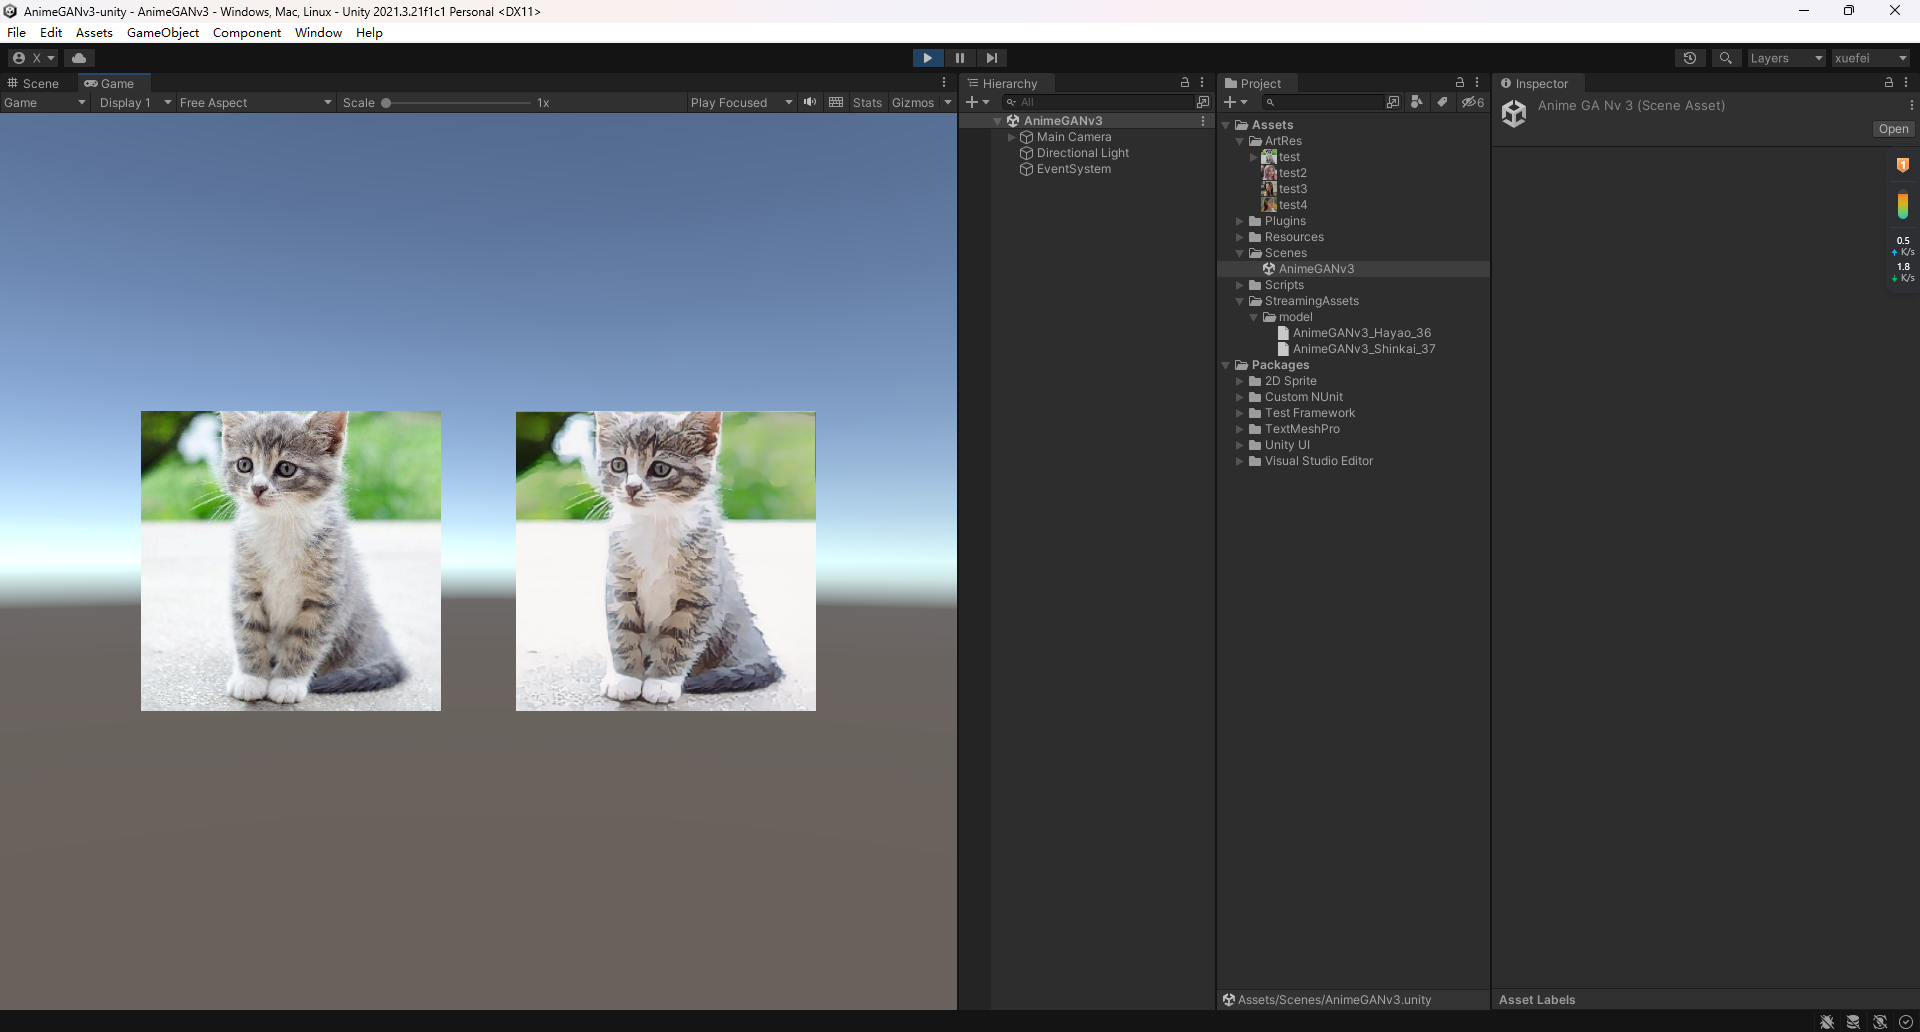 AnimeGANv3-unity - AnimeGANv3 - Windows, Mac, Linux - Unity 2021.3.21f1c1 Personal <DX11>
File Edit Assets GameObject Component Window Help
X Layers xuefei
Scene Game
Game Display 1 Free Aspect Scale 1x Play Focused Stats Gizmos
Hierarchy
All
AnimeGANv3
Main Camera
Directional Light
EventSystem
Project
6
Assets
ArtRes
test
test2
test3
test4
Plugins
Resources
Scenes
AnimeGANv3
Scripts
StreamingAssets
model
AnimeGANv3_Hayao_36
AnimeGANv3_Shinkai_37
Packages
2D Sprite
Custom NUnit
Test Framework
TextMeshPro
Unity UI
Visual Studio Editor
Assets/Scenes/AnimeGANv3.unity
Inspector
Anime GA Nv 3 (Scene Asset)
Open
1
0.5
K/s
1.8
K/s
Asset Labels